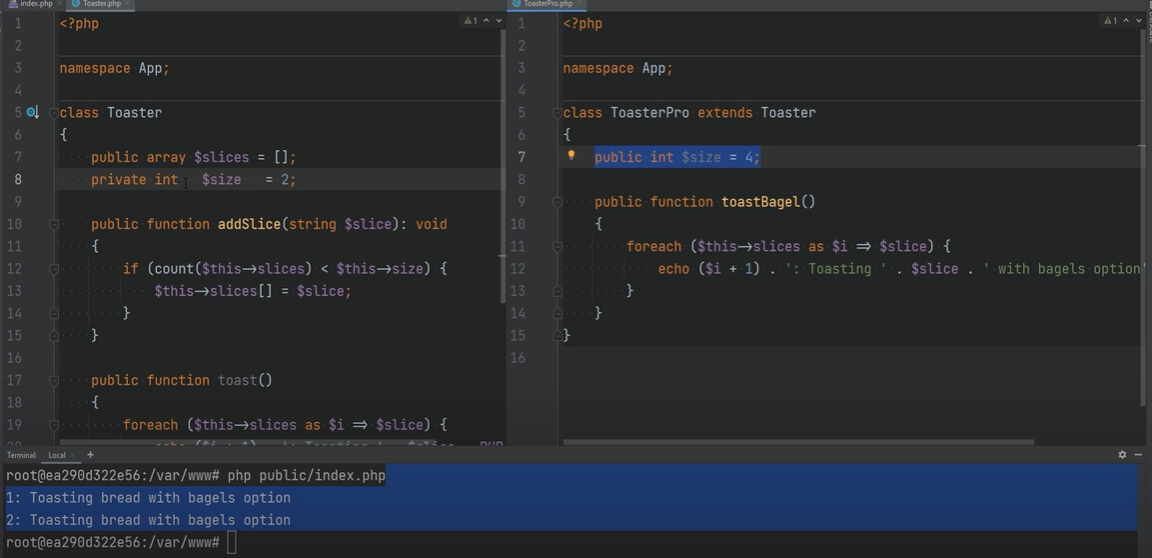 index.php
Toaster.php
ToasterPro.php
1
1
1 <?php
2
3 namespace App;
4
5 class Toaster
6 {
7 public array $slices = [];
8 private int $size = 2;
9
10 public function addSlice(string $slice): void
11 {
12 if (count($this->slices) < $this->size) {
13 $this->slices[] = $slice;
14 }
15 }
16
17 public function toast()
18 {
19 foreach ($this->slices as $i => $slice) {
1 <?php
2
3 namespace App;
4
5 class ToasterPro extends Toaster
6 {
7 public int $size = 4;
8
9 public function toastBagel()
10 {
11 foreach ($this->slices as $i => $slice) {
12 echo ($i + 1) . ': Toasting ' . $slice . ' with bagels option'
13 }
14 }
15 }
16
Terminal: Local +
root@ea290d322e56:/var/www# php public/index.php
1: Toasting bread with bagels option
2: Toasting bread with bagels option
root@ea290d322e56:/var/www#